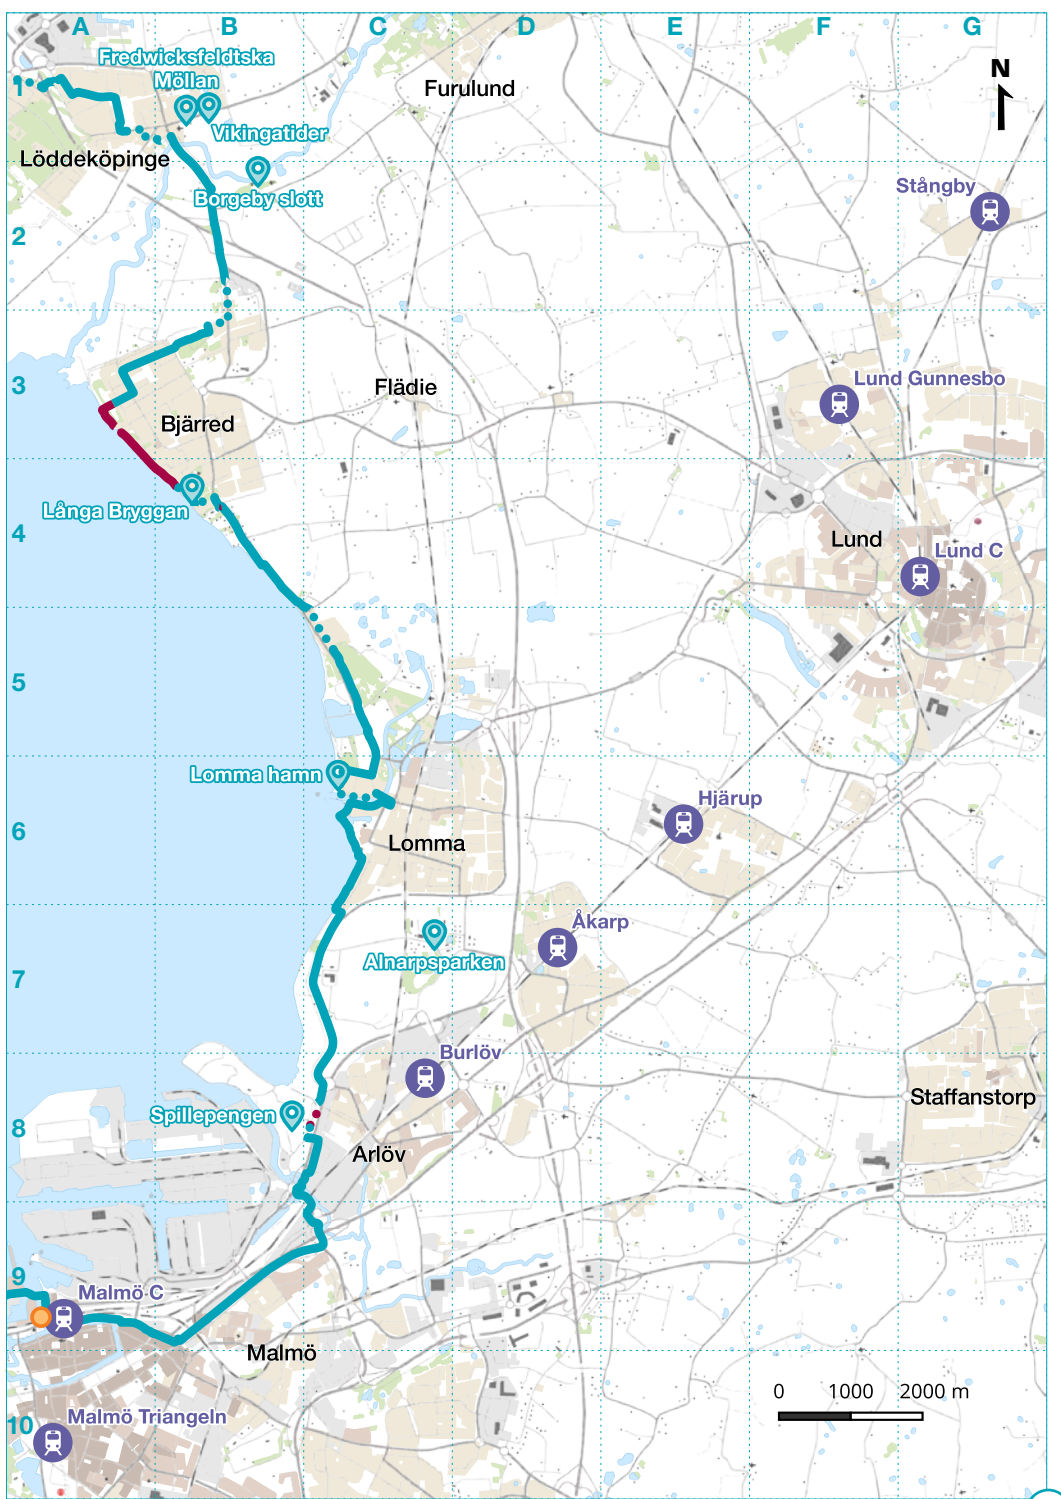 A B C D E F G
Fredwicksfeldtska
Möllan
N
1
Furulund
Vikingatider
Löddeköpinge
Stångby
Borgeby slott
2
Lund Gunnesbo
3
Flädie
Bjärred
Långa Bryggan
4
Lund
Lund C
5
Lomma hamn
Hjärup
6
Lomma
Åkarp
Alnarpsparken
7
Burlöv
Staffanstorp
Spillepengen
8
Arlöv
9
Malmö C
Malmö
0 1000 2000 m
Malmö Triangeln
10